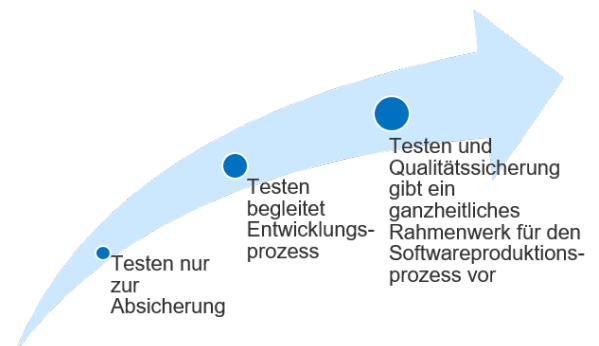 Testen nur
zur
Absicherung
Testen
begleitet
Entwicklungs-
prozess
Testen und
Qualitätssicherung
gibt ein
ganzheitliches
Rahmenwerk für den
Softwareproduktions-
prozess vor